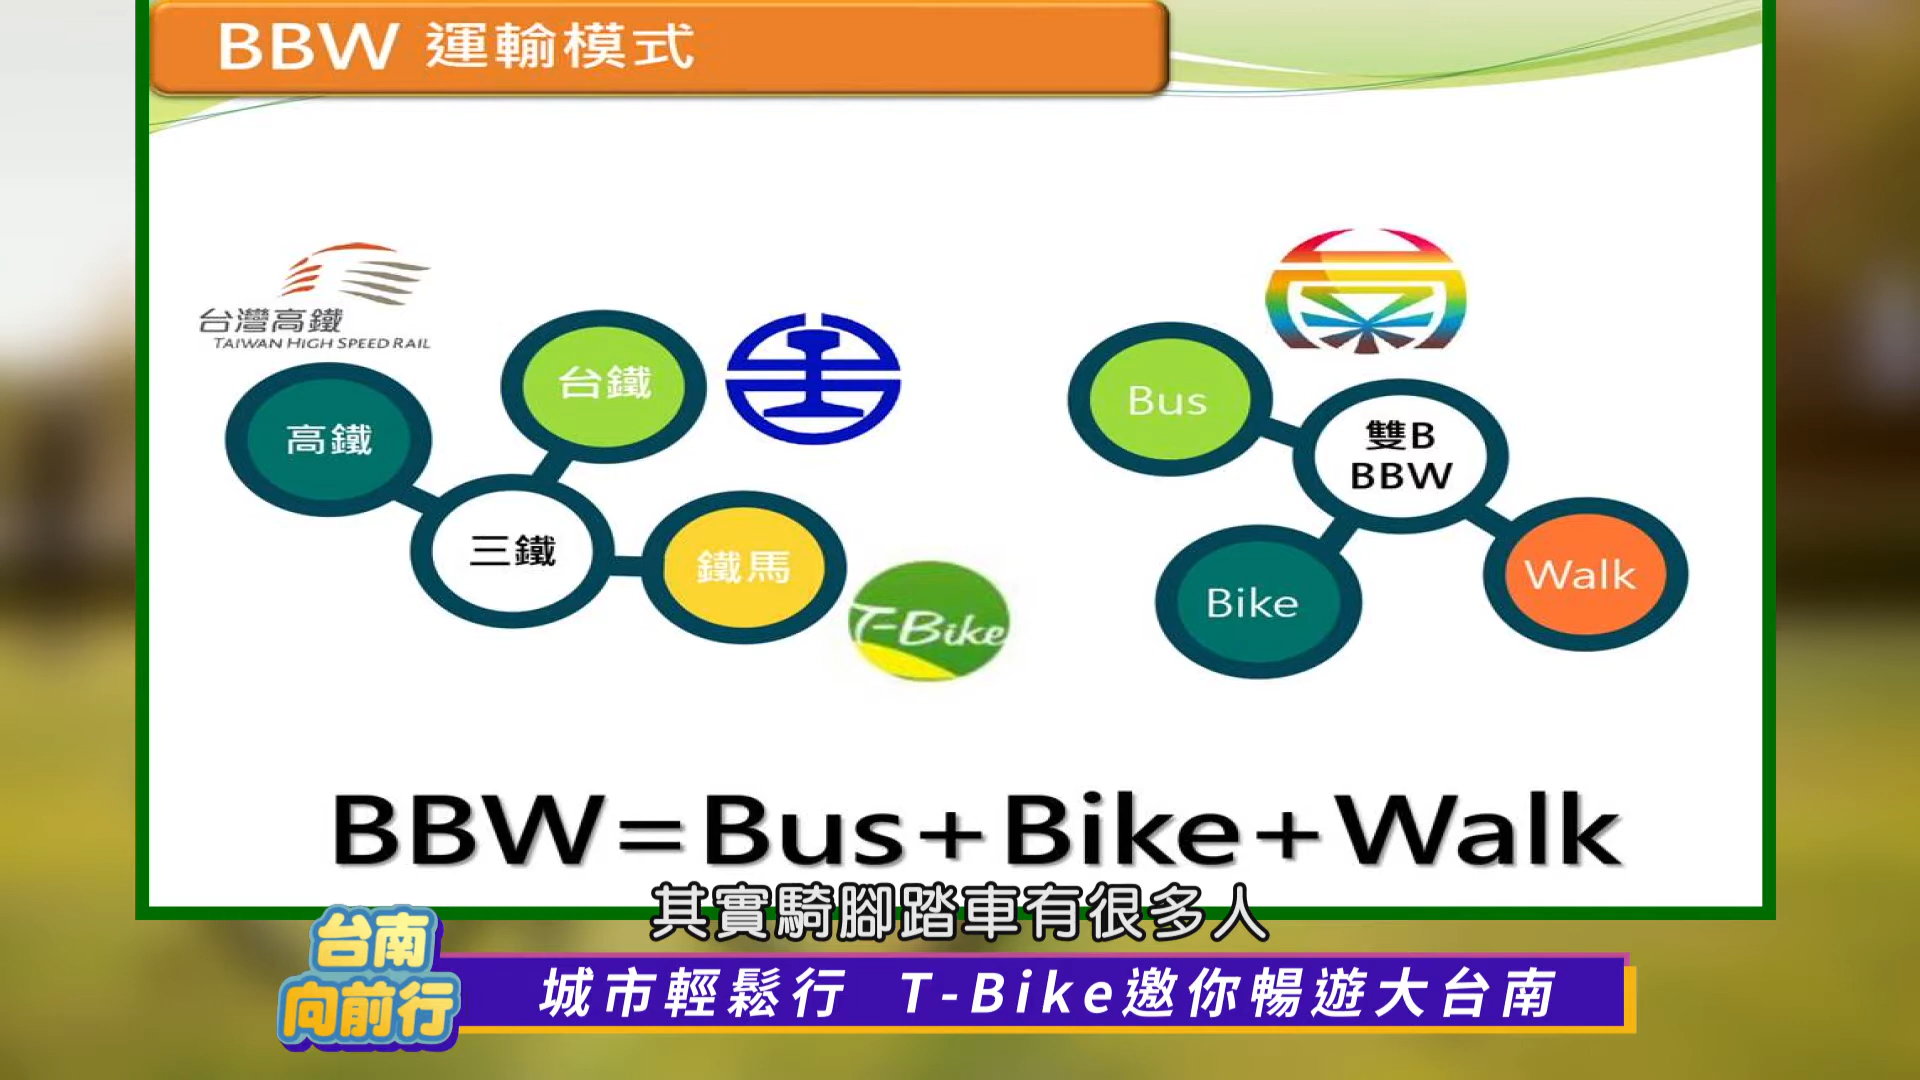 BBW 運輸模式
台灣高鐵
TAIWAN HIGH SPEED RAIL
高鐵
台鐵
三鐵
鐵馬
T-Bike
Bus
雙B
BBW
Bike
Walk
BBW=Bus+Bike+Walk
其實騎腳踏車有很多人
台南
向前行
城市輕鬆行 T-Bike邀你暢遊大台南